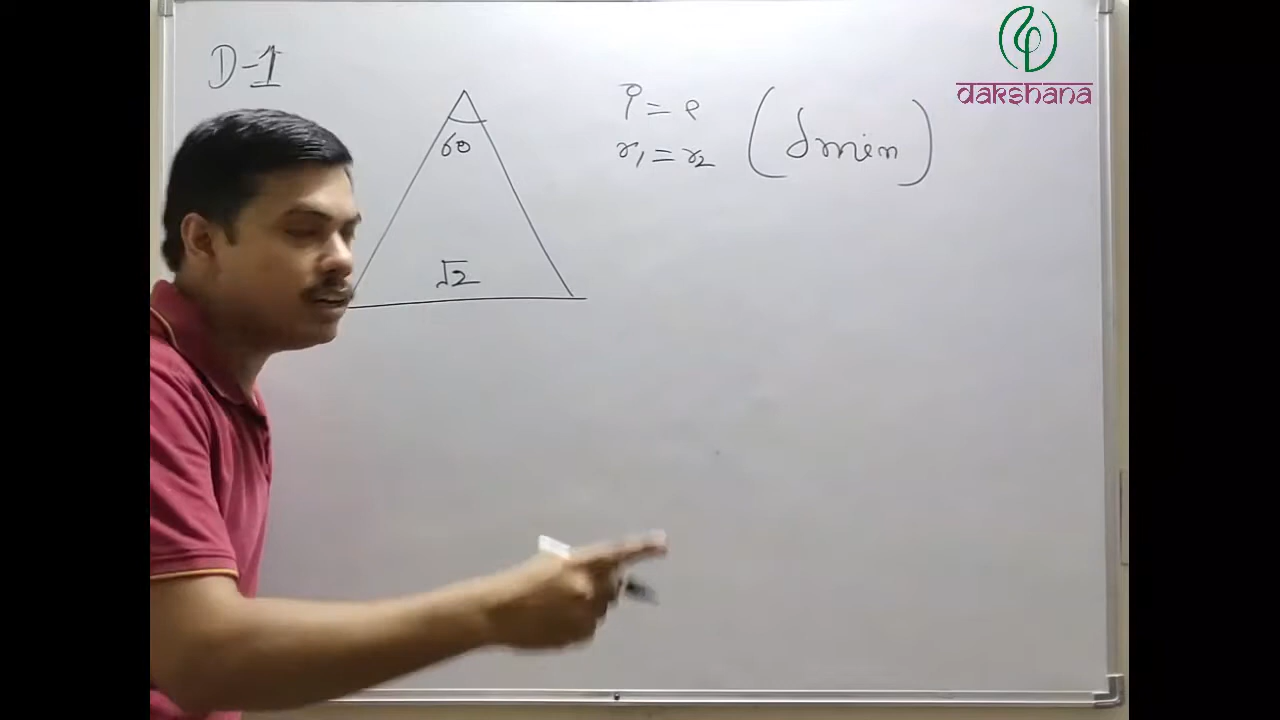 D-1
60
√2
i = e
r₁ = r₂
(δmin)
dakshana